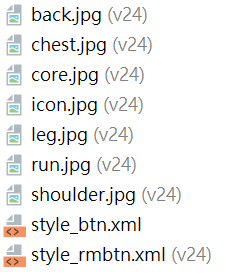 back.jpg (v24)
chest.jpg (v24)
core.jpg (v24)
icon.jpg (v24)
leg.jpg (v24)
run.jpg (v24)
shoulder.jpg (v24)
style_btn.xml
style_rmbtn.xml (v24)